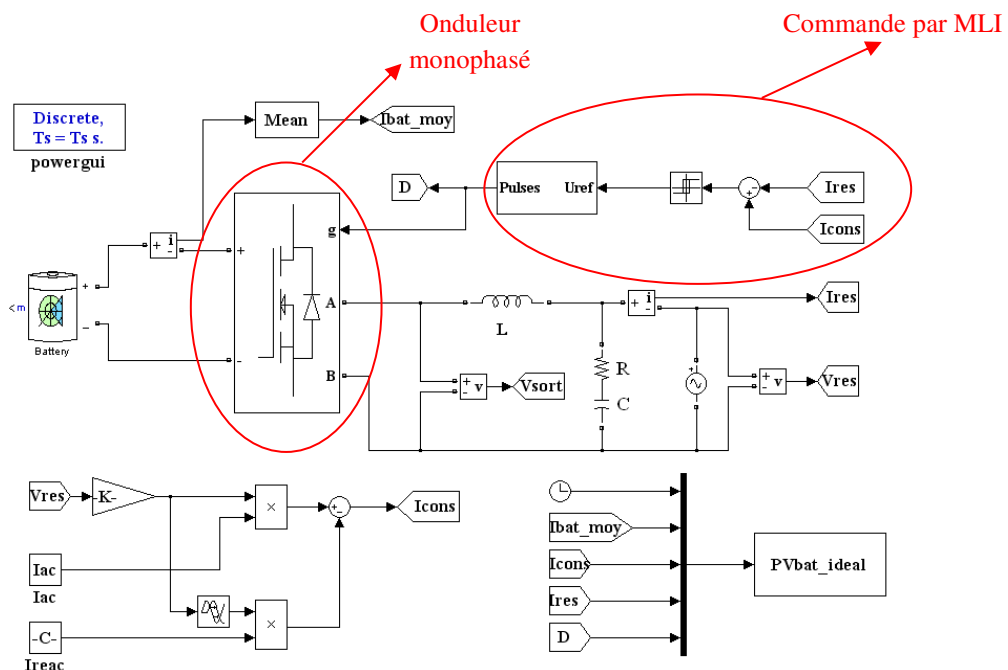 Onduleur
monophasé
Commande par MLI
Discrete,
Ts = Ts s.
powergui
Mean
Ibat_moy
D
Pulses Uref
Ires
Icons
+ i
-
g
+
A
-
B
+
-
<m
Battery
L
+ i
-
Ires
R
C
+
-
v
Vsort
+
+
-
v
Vres
Vres
-K-
×
Icons
Iac
Iac
×
-C-
Ireac
Ibat_moy
Icons
Ires
D
PVbat_ideal